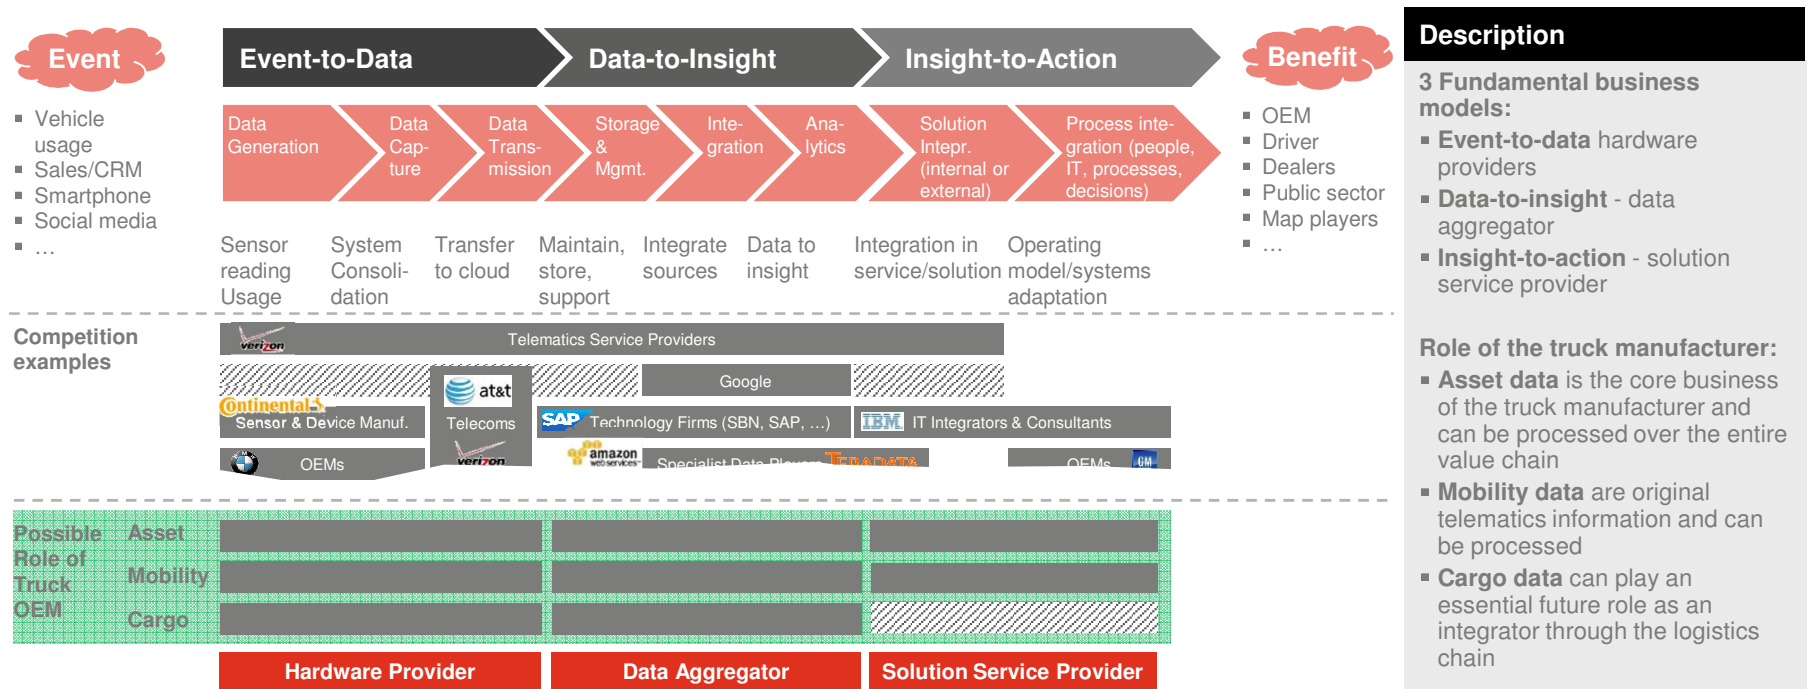 Event
Event-to-Data
Data-to-Insight
Insight-to-Action
Benefit
Vehicle
usage
Sales/CRM
Smartphone
Social media
…
Data
Generation
Data
Cap-
ture
Data
Trans-
mission
Storage
&
Mgmt.
Inte-
gration
Ana-
lytics
Solution
Intepr.
(internal or
external)
Process inte-
gration (people,
IT, processes,
decisions)
OEM
Driver
Dealers
Public sector
Map players
…
Sensor
reading
Usage
System
Consoli-
dation
Transfer
to cloud
Maintain,
store,
support
Integrate
sources
Data to
insight
Integration in
service/solution
Operating
model/systems
adaptation
Competition
examples
verizon
Telematics Service Providers
Google
at&t
Continental
Sensor & Device Manuf.
Telecoms
SAP
Technology Firms (SBN, SAP, …)
IBM
IT Integrators & Consultants
BMW
OEMs
verizon
amazon
web services
Specialist Data Players
TERADATA
OEMs
GM
Possible
Role of
Truck
OEM
Asset
Mobility
Cargo
Hardware Provider
Data Aggregator
Solution Service Provider
Description
3 Fundamental business
models:
Event-to-data hardware
providers
Data-to-insight - data
aggregator
Insight-to-action - solution
service provider
Role of the truck manufacturer:
Asset data is the core business
of the truck manufacturer and
can be processed over the entire
value chain
Mobility data are original
telematics information and can
be processed
Cargo data can play an
essential future role as an
integrator through the logistics
chain